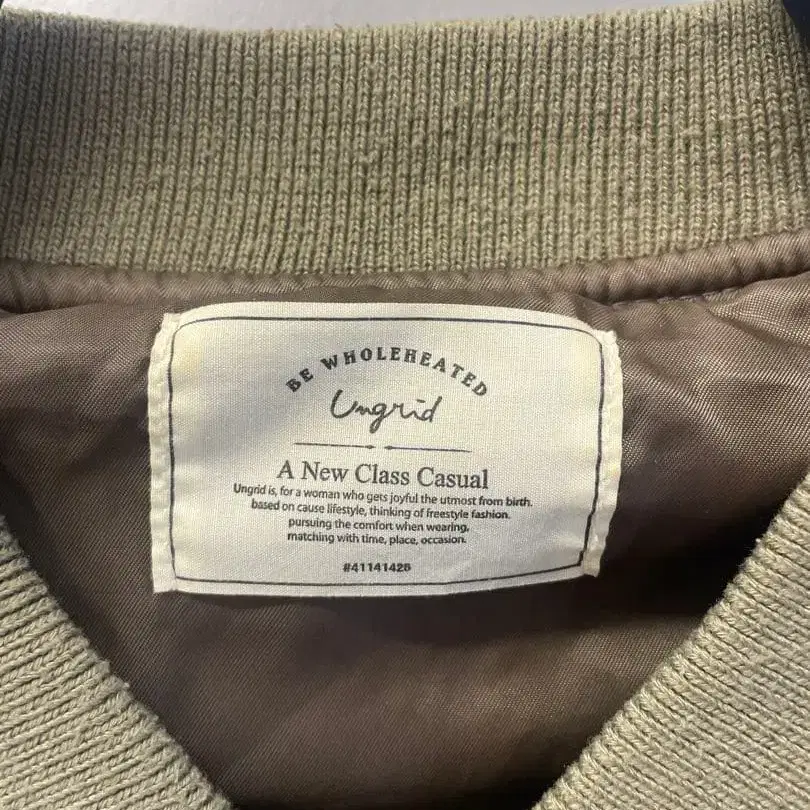 BE WHOLEHEATED
Ungrid
A New Class Casual
Ungrid is, for a woman who gets joyful the utmost from birth.
based on cause lifestyle, thinking of freestyle fashion.
pursuing the comfort when wearing,
matching with time, place, occasion.
#41141426